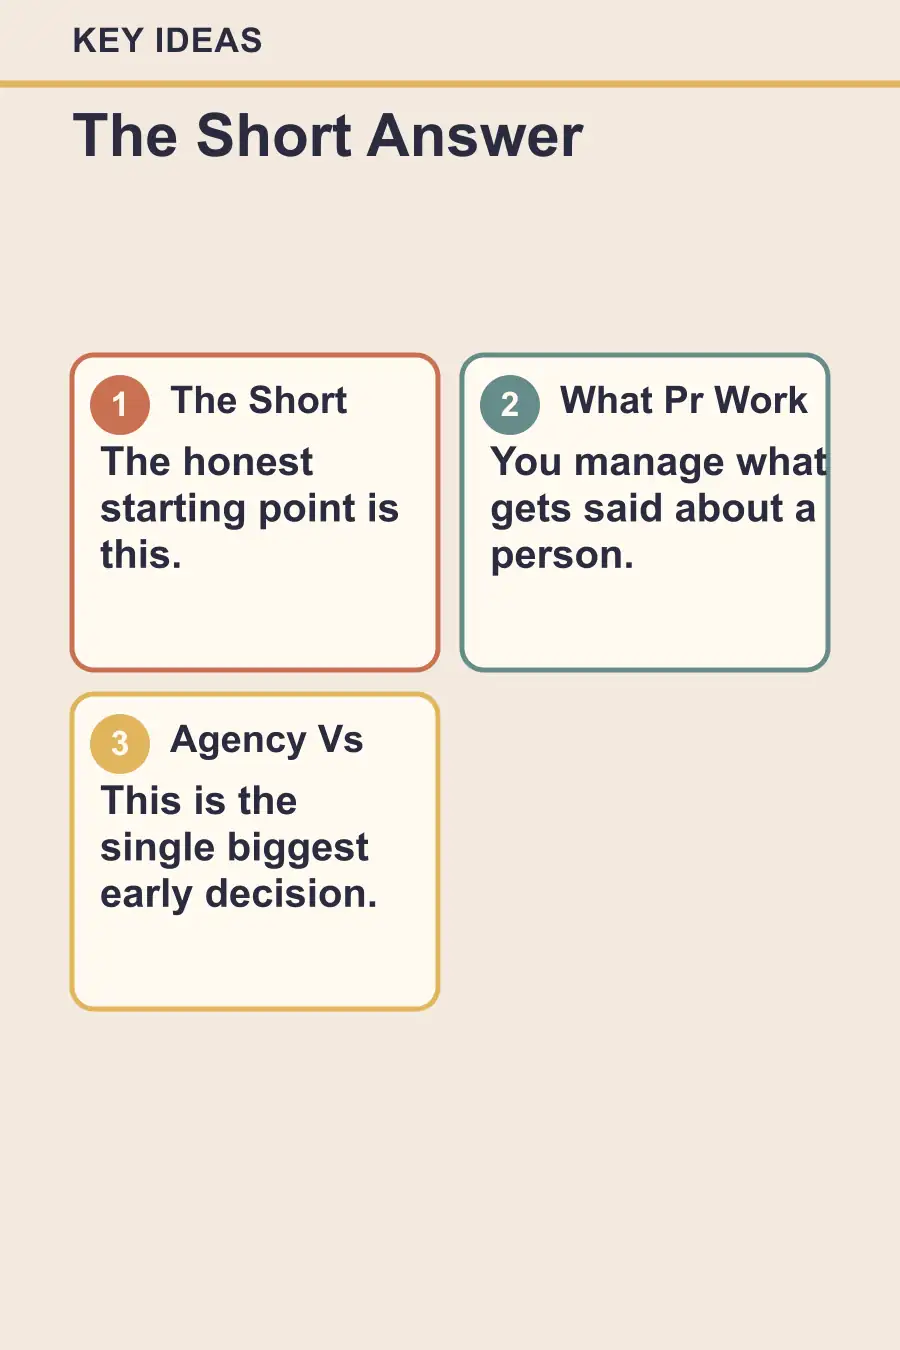 KEY IDEAS
The Short Answer
1 The Short
The honest
starting point is
this.
2 What Pr Work
You manage what
gets said about a
person.
3 Agency Vs
This is the
single biggest
early decision.